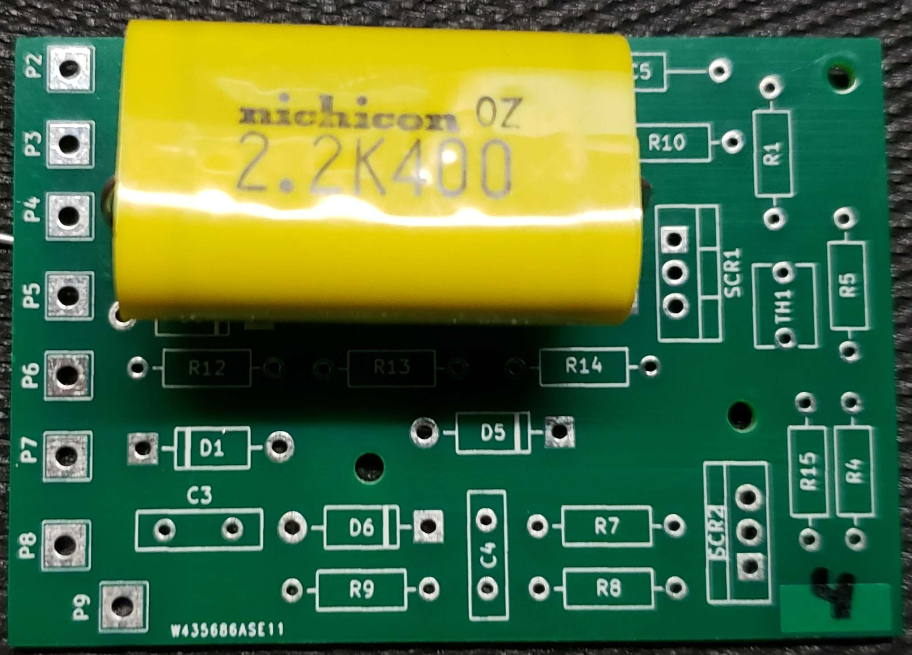 P2
P3
P4
P5
P6
P7
P8
P9
nichicon OZ
2.2K400
C5
R10
R1
SCR1
TH1
R5
R12
R13
R14
D1
D5
C3
D6
C4
R7
R9
R8
SCR2
R15
R4
4
W435686ASE11